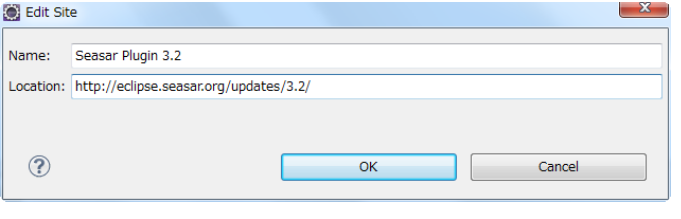 Edit Site
Name: Seasar Plugin 3.2
Location: http://eclipse.seasar.org/updates/3.2/
? OK Cancel